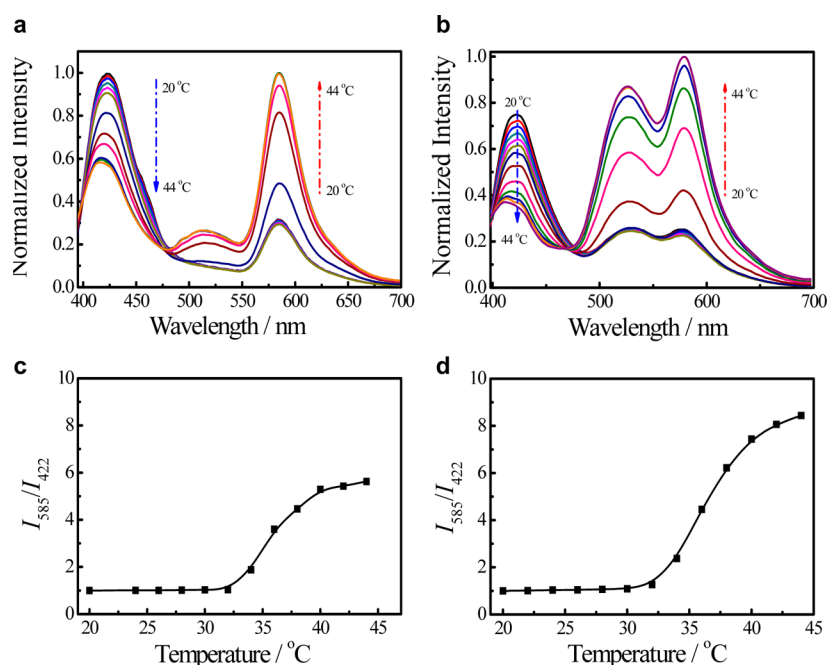 a
Normalized Intensity
1.0
0.8
0.6
0.4
0.2
0.0
20 °C
44 °C
44 °C
20 °C
400 450 500 550 600 650 700
Wavelength / nm
b
Normalized Intensity
1.0
0.8
0.6
0.4
0.2
0.0
20 °C
44 °C
44 °C
20 °C
400 500 600 700
Wavelength / nm
c
I585/I422
10
8
6
4
2
0
20 25 30 35 40 45
Temperature / °C
d
I585/I422
10
8
6
4
2
0
20 25 30 35 40 45
Temperature / °C